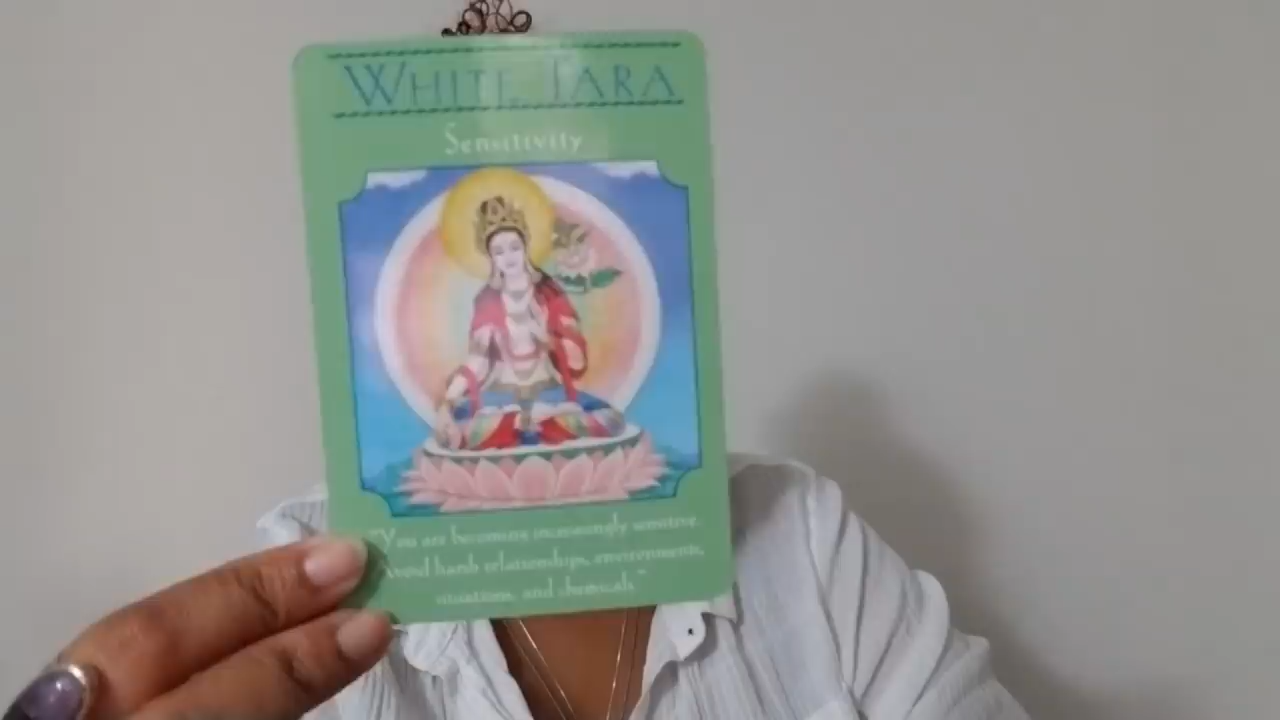 WHITE TARA
Sensitivity
"You are becoming increasingly sensitive.
Avoid harsh relationships, environments,
situations, and chemicals."